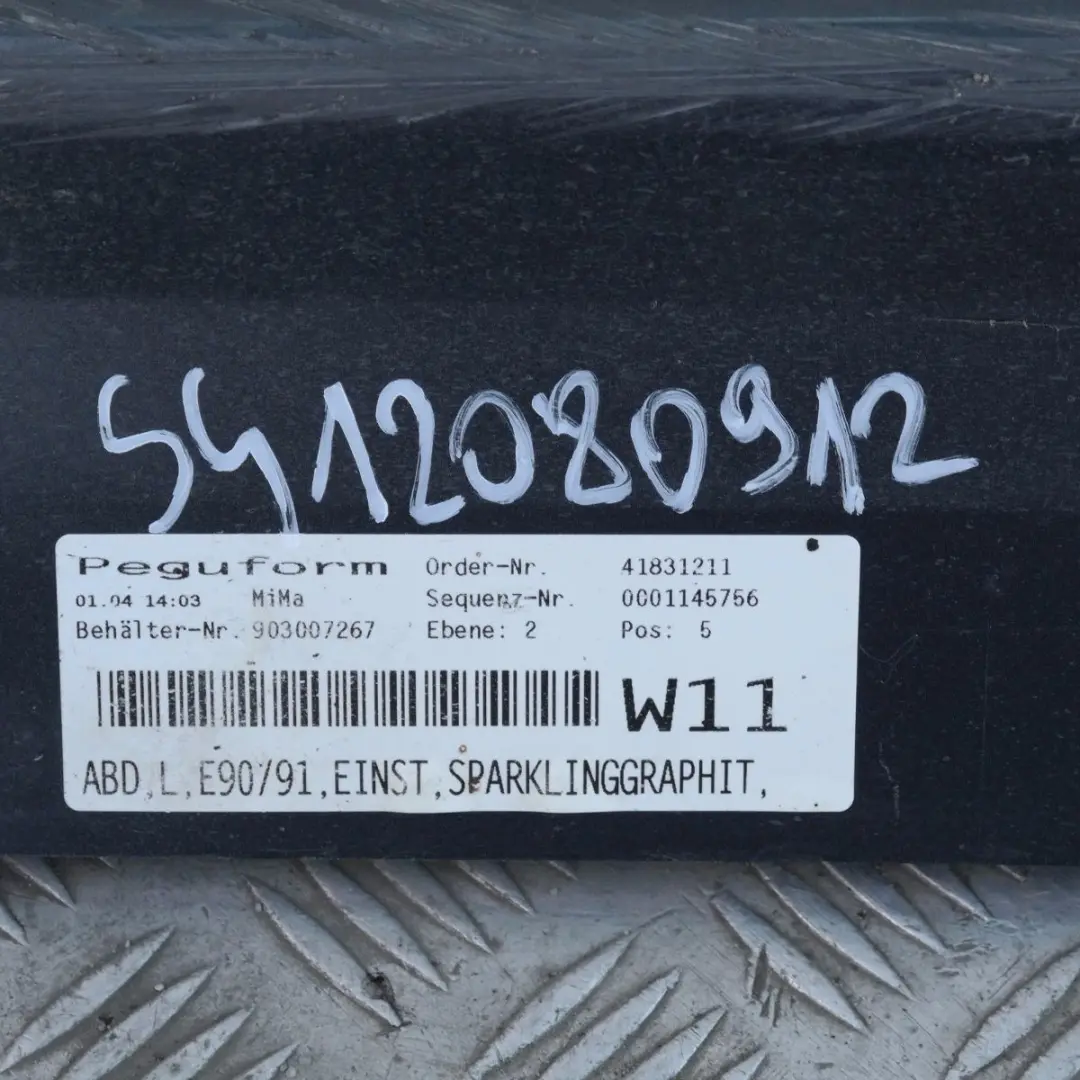 5412080912
Peguform Order-Nr. 41831211
01.04 14:03 MiMa Sequenz-Nr. 0001145756
Behälter-Nr. 903007267 Ebene: 2 Pos: 5
W11
ABD,L,E90/91,EINST,SPARKLINGGRAPHIT,